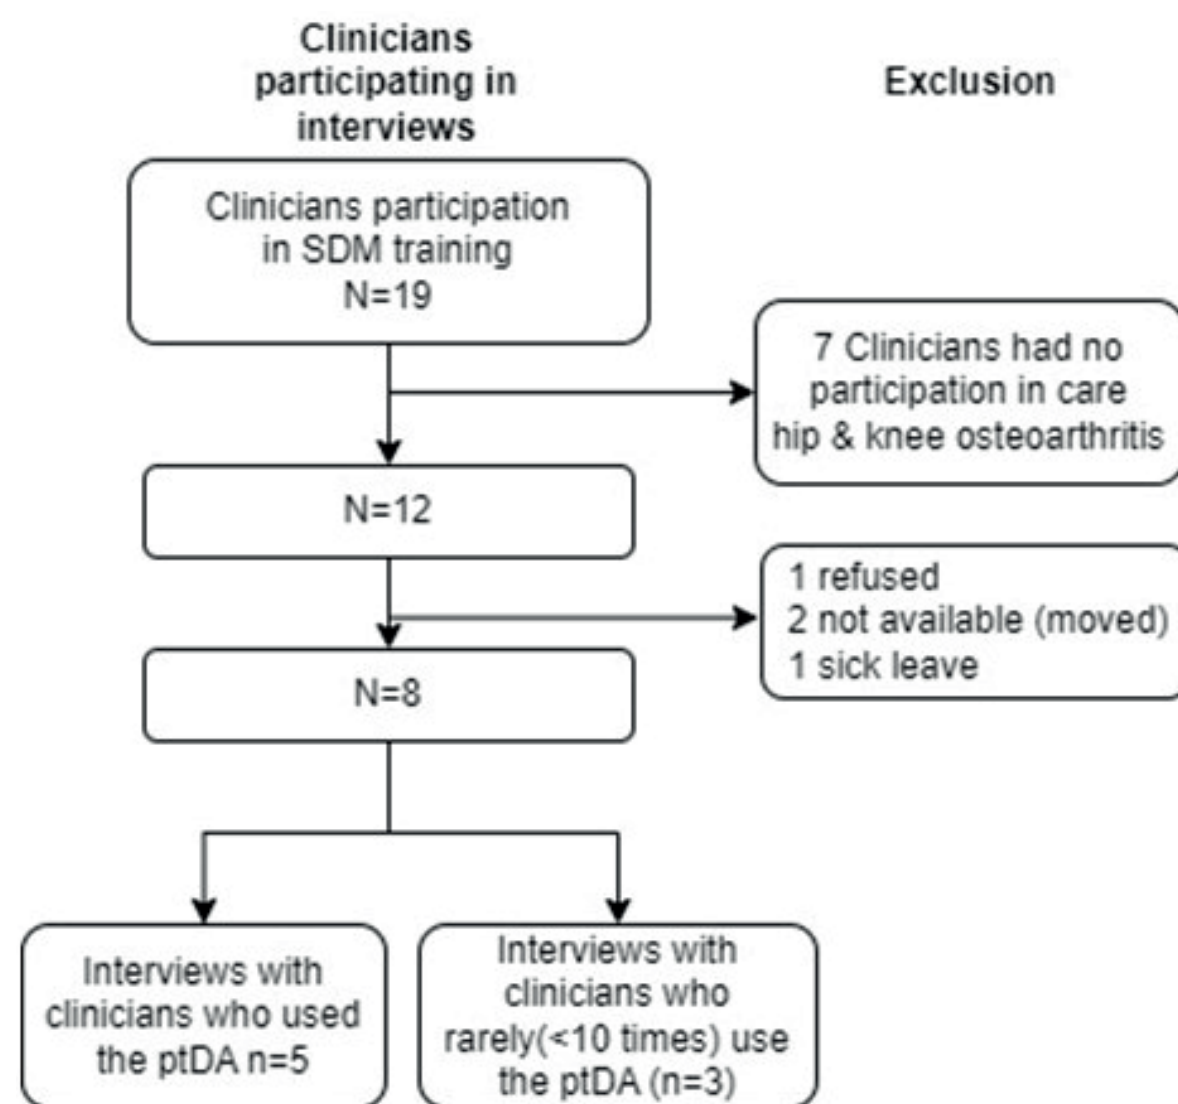 Clinicians
participating in
interviews
Exclusion
Clinicians participation
in SDM training
N=19
7 Clinicians had no
participation in care
hip & knee osteoarthritis
N=12
1 refused
2 not available (moved)
1 sick leave
N=8
Interviews with
clinicians who used
the ptDA n=5
Interviews with
clinicians who
rarely(<10 times) use
the ptDA (n=3)